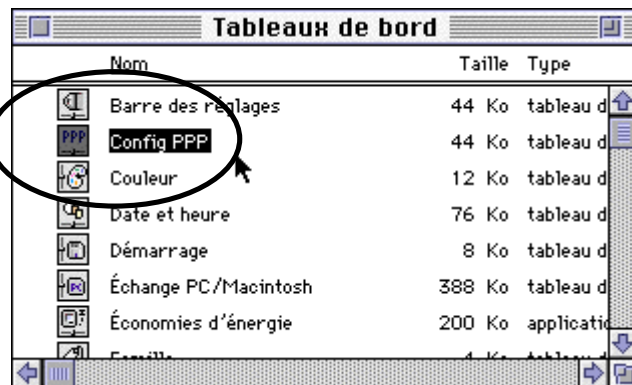 Tableaux de bord
Nom Taille Type
Barre des réglages 44 Ko tableau d
PPP Config PPP 44 Ko tableau d
Couleur 12 Ko tableau d
Date et heure 76 Ko tableau d
Démarrage 8 Ko tableau d
Échange PC/Macintosh 388 Ko tableau d
Économies d'énergie 200 Ko applicatio